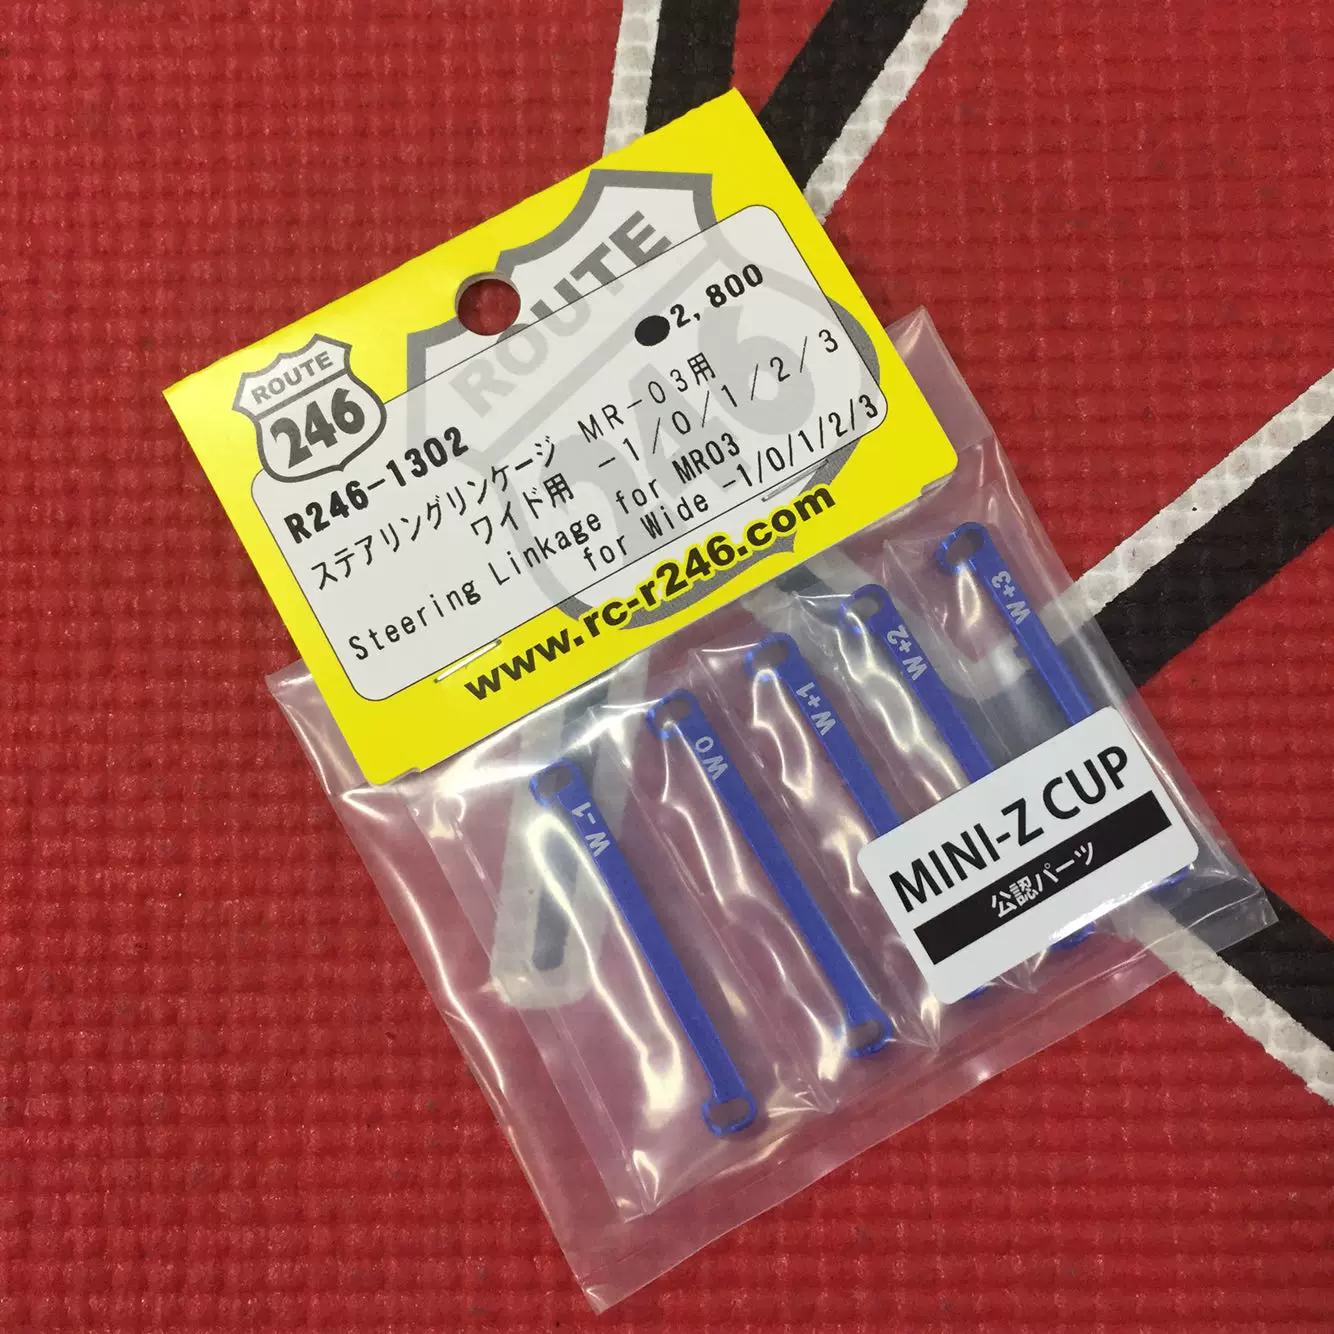 ROUTE
246
ROUTE
246
R246-1302
●2,800
ステアリングリンケージ MR-03用
ワイド用 -1/0/1/2/3
Steering Linkage for MR03
for Wide -1/0/1/2/3
www.rc-r246.com
W-1
W0
W+1
W+2
W+3
MINI-Z CUP
公認パーツ